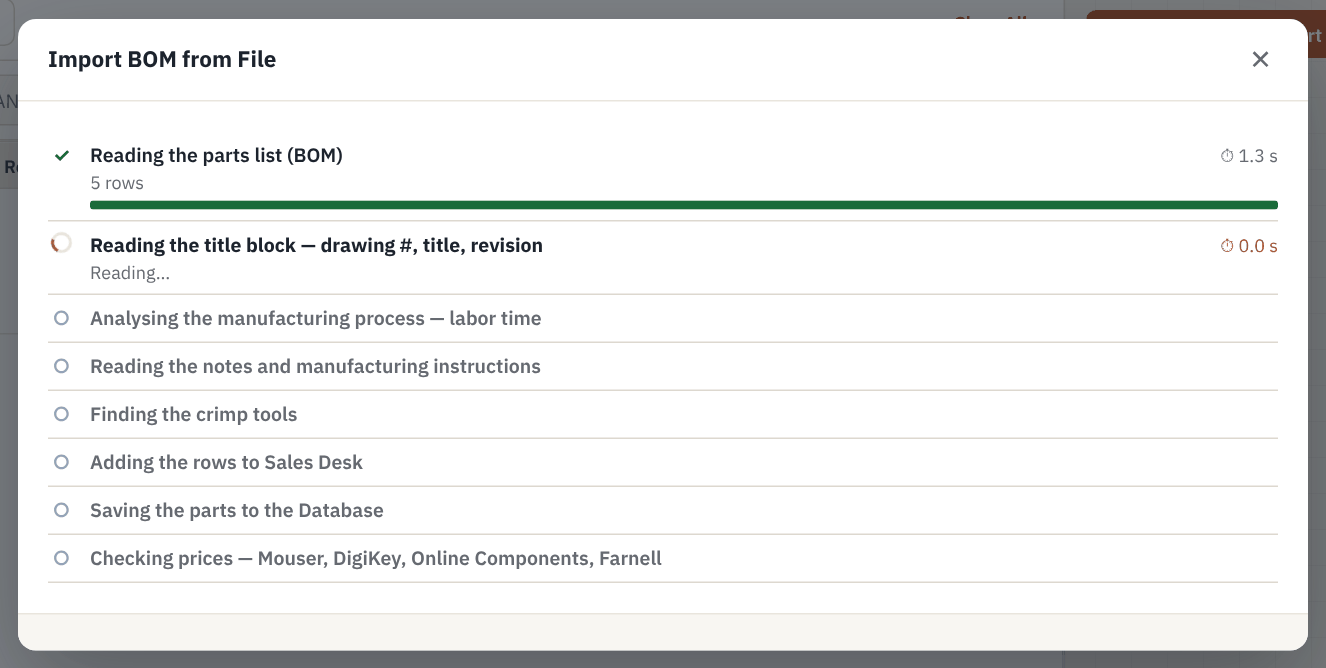 Import BOM from File
Reading the parts list (BOM)
1.3 s
5 rows
Reading the title block — drawing #, title, revision
0.0 s
Reading...
Analysing the manufacturing process — labor time
Reading the notes and manufacturing instructions
Finding the crimp tools
Adding the rows to Sales Desk
Saving the parts to the Database
Checking prices — Mouser, DigiKey, Online Components, Farnell